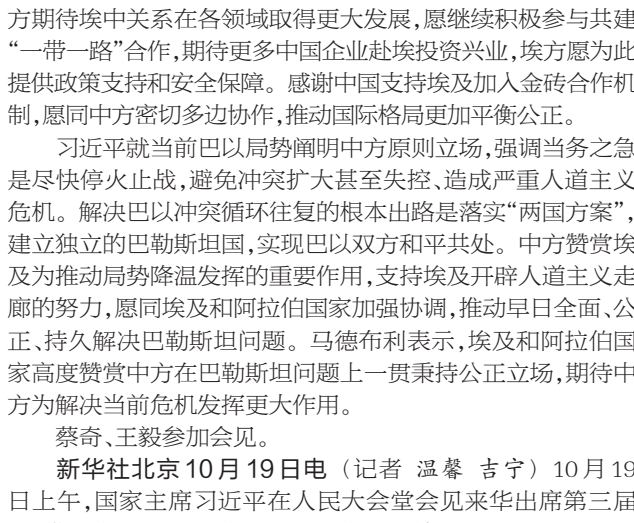 方期待埃中关系在各领域取得更大发展,愿继续积极参与共建
“一带一路”合作,期待更多中国企业赴埃投资兴业,埃方愿为此
提供政策支持和安全保障。感谢中国支持埃及加入金砖合作机
制,愿同中方密切多边协作,推动国际格局更加平衡公正。
习近平就当前巴以局势阐明中方原则立场,强调当务之急
是尽快停火止战,避免冲突扩大甚至失控、造成严重人道主义
危机。解决巴以冲突循环往复的根本出路是落实“两国方案”,
建立独立的巴勒斯坦国,实现巴以双方和平共处。中方赞赏埃
及为推动局势降温发挥的重要作用,支持埃及开辟人道主义走
廊的努力,愿同埃及和阿拉伯国家加强协调,推动早日全面、公
正、持久解决巴勒斯坦问题。马德布利表示,埃及和阿拉伯国
家高度赞赏中方在巴勒斯坦问题上一贯秉持公正立场,期待中
方为解决当前危机发挥更大作用。
蔡奇、王毅参加会见。
新华社北京10月19日电（记者 温馨 吉宁）10月19
日上午,国家主席习近平在人民大会堂会见来华出席第三届